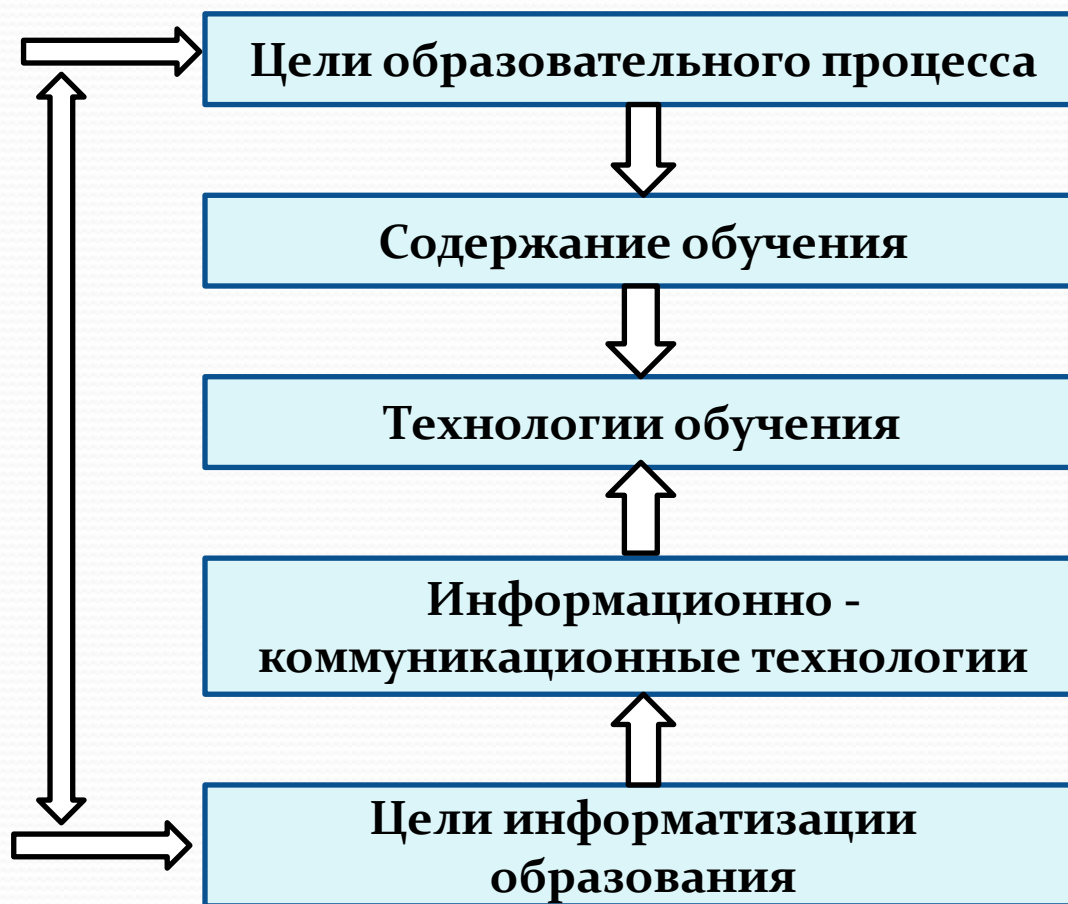 Цели образовательного процесса
Содержание обучения
Технологии обучения
Информационно -
коммуникационные технологии
Цели информатизации
образования